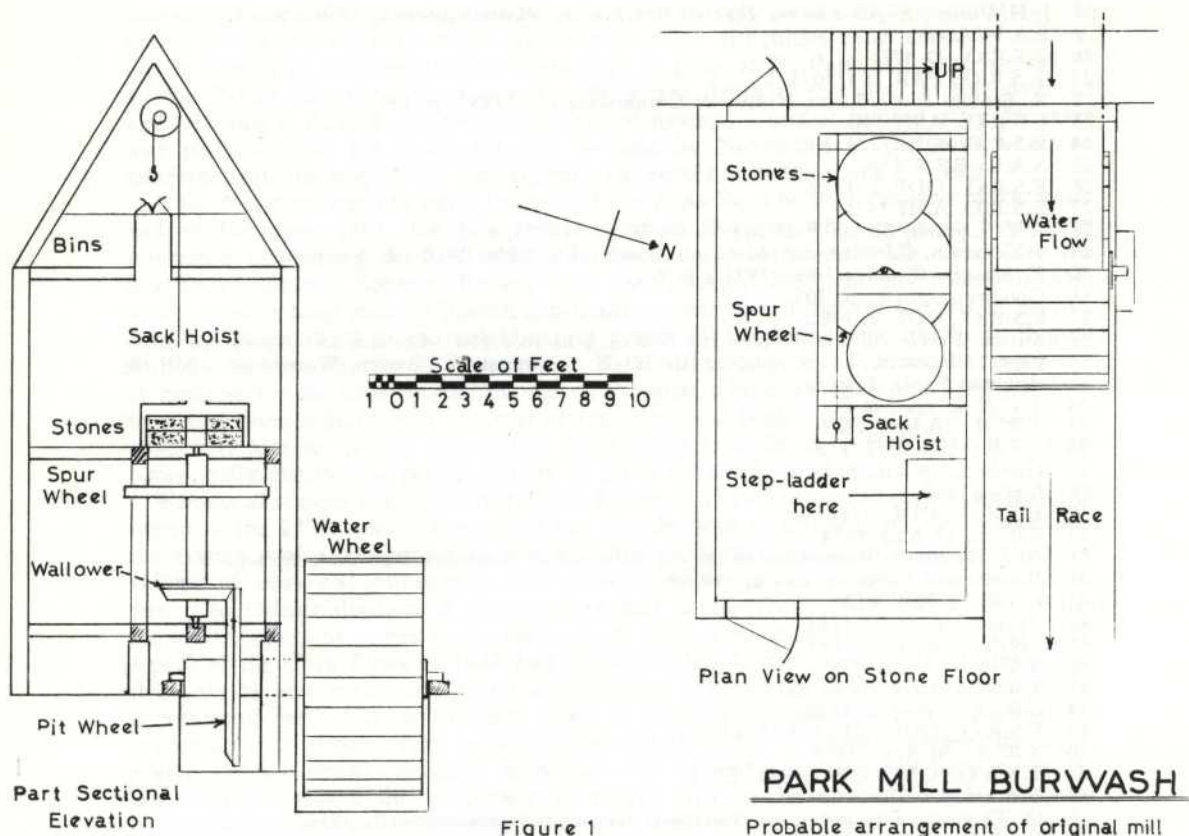 Bins
Sack Hoist
Stones
Spur
Wheel
Wallower
Pit Wheel
Water
Wheel
Part Sectional
Elevation
Scale of Feet
1 0 1 2 3 4 5 6 7 8 9 10
N
Figure 1
UP
Stones
Water
Flow
Spur
Wheel
Sack
Hoist
Step-ladder
here
Tail Race
Plan View on Stone Floor
PARK MILL BURWASH
Probable arrangement of original mill